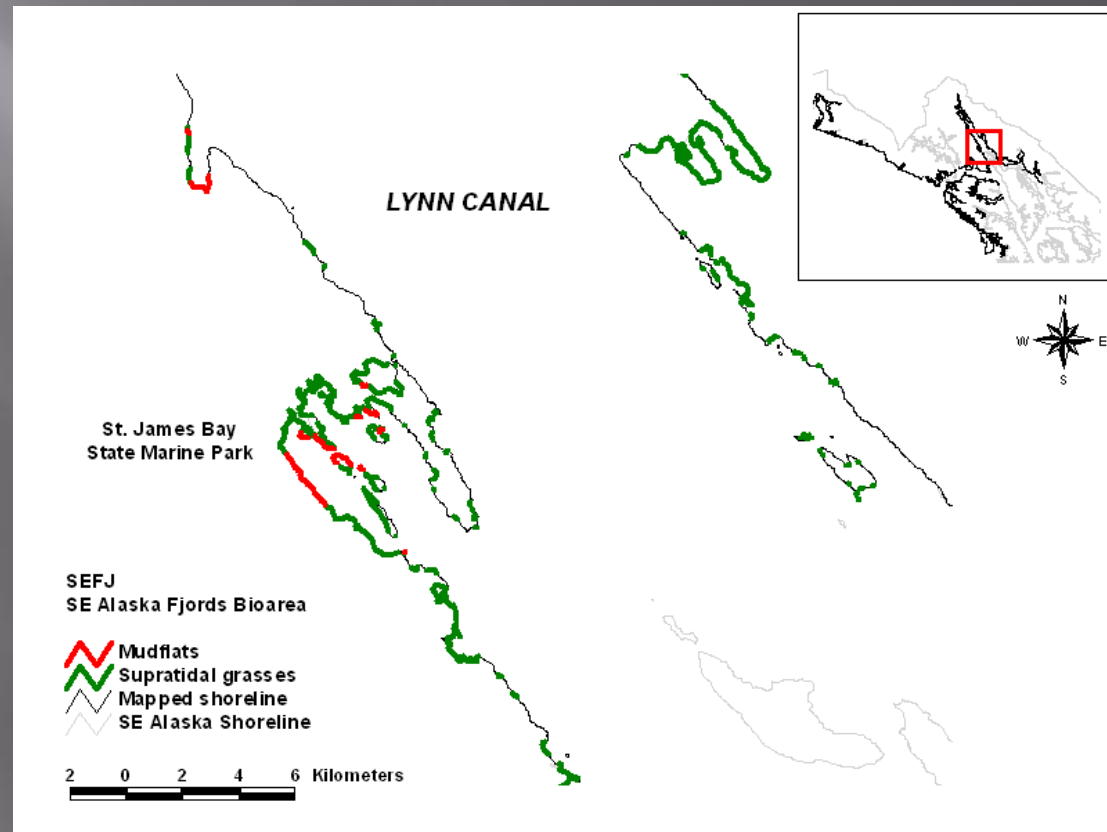 LYNN CANAL
N
W E
S
St. James Bay
State Marine Park
SEFJ
SE Alaska Fjords Bioarea
Mudflats
Supratidal grasses
Mapped shoreline
SE Alaska Shoreline
2 0 2 4 6 Kilometers